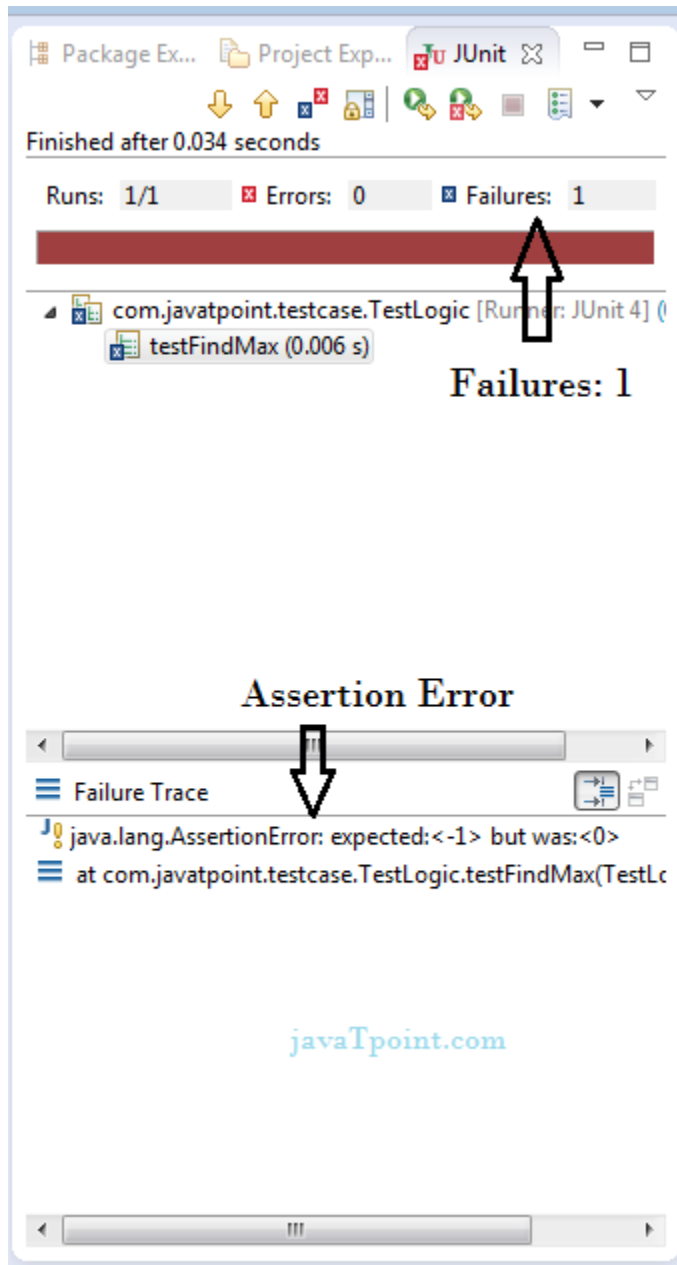 Package Ex... Project Exp... JUnit
Finished after 0.034 seconds
Runs: 1/1 Errors: 0 Failures: 1
com.javatpoint.testcase.TestLogic [Runner: JUnit 4] (
testFindMax (0.006 s)
Failures: 1
Assertion Error
Failure Trace
java.lang.AssertionError: expected:<-1> but was:<0>
at com.javatpoint.testcase.TestLogic.testFindMax(TestLo
javaTpoint.com